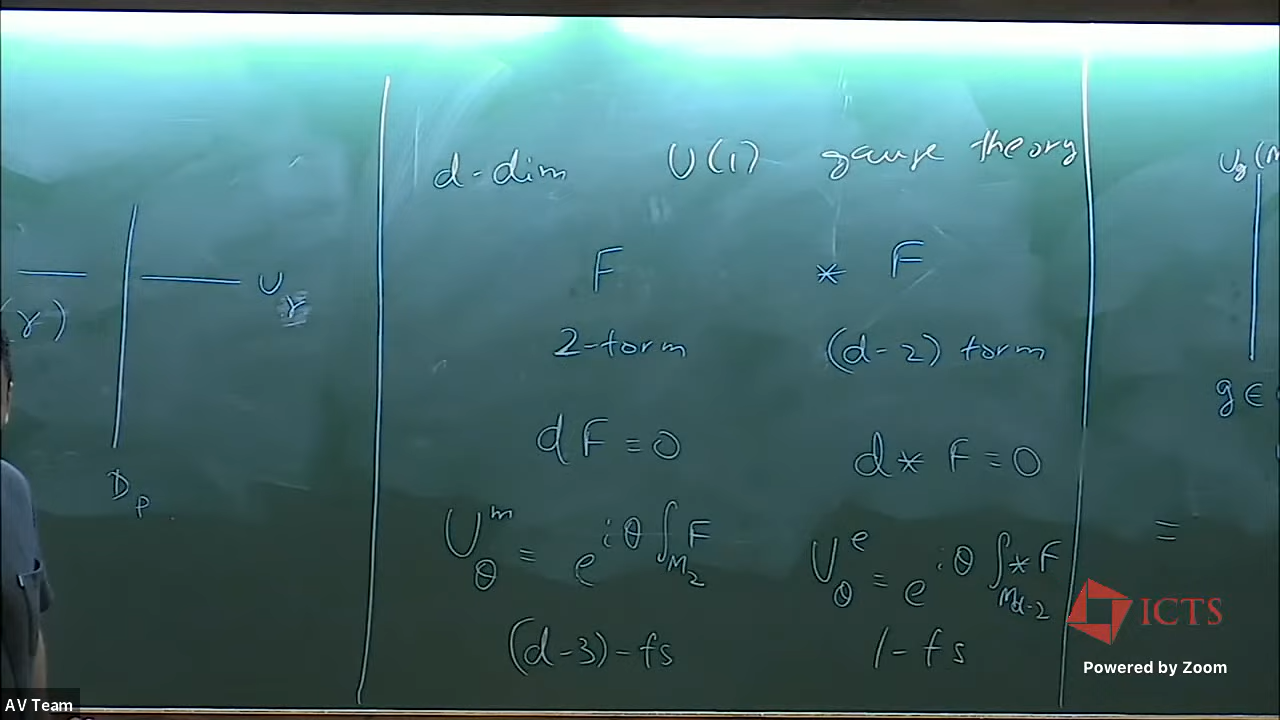 d-dim U(1) gauge theory
F * F
2-form (d-2) form
dF = 0 d* F = 0
U^m_θ = e^{iθ ∫_{M_2} F} U^e_θ = e^{iθ ∫_{M_{d-2}} *F}
(d-3)-fs 1-fs
U_γ
(γ)
D_p
U_g(M
g ∈
=
ICTS
Powered by Zoom
AV Team